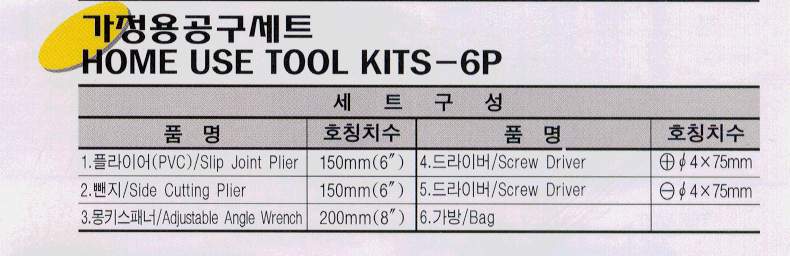 가정용공구세트
HOME USE TOOL KITS-6P
세 트 구 성
품 명 호칭치수 품 명 호칭치수
1.플라이어(PVC)/Slip Joint Plier 150mm(6″) 4.드라이버/Screw Driver ⊕ϕ4×75mm
2.뺀지/Side Cutting Plier 150mm(6″) 5.드라이버/Screw Driver ⊖ϕ4×75mm
3.몽키스패너/Adjustable Angle Wrench 200mm(8″) 6.가방/Bag